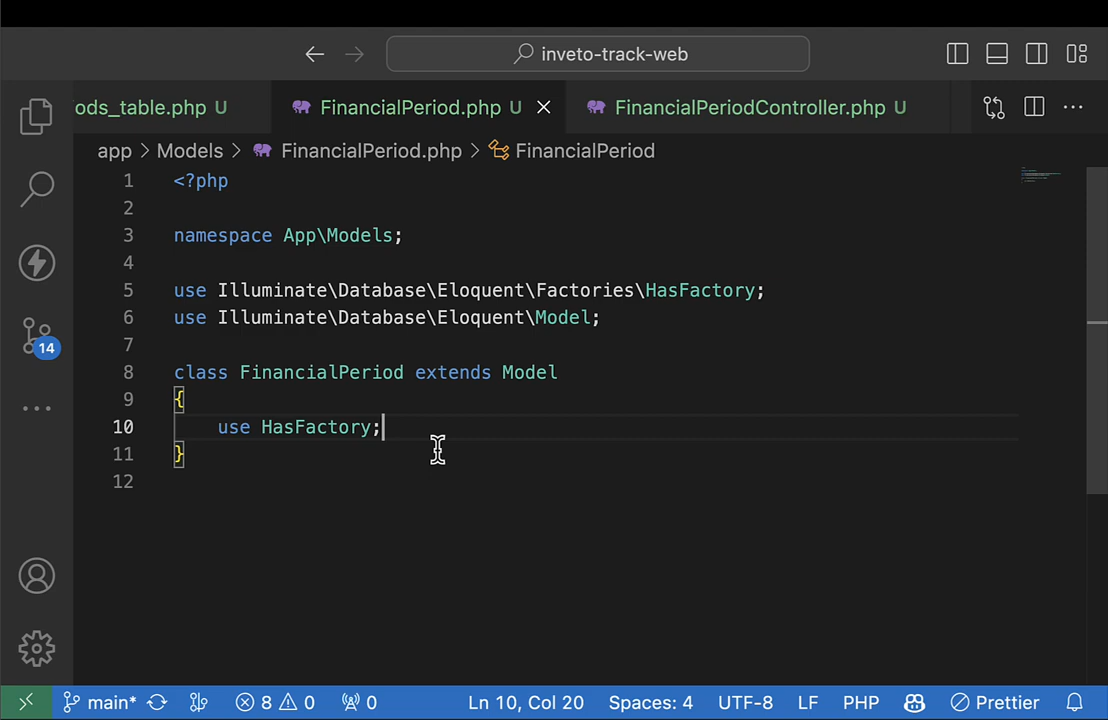 inveto-track-web
ods_table.php U
FinancialPeriod.php U
FinancialPeriodController.php U
app > Models > FinancialPeriod.php > FinancialPeriod
1 <?php
2
3 namespace App\Models;
4
5 use Illuminate\Database\Eloquent\Factories\HasFactory;
6 use Illuminate\Database\Eloquent\Model;
7
8 class FinancialPeriod extends Model
9 {
10 use HasFactory;
11 }
12
14
main* 8 0 0 Ln 10, Col 20 Spaces: 4 UTF-8 LF PHP Prettier